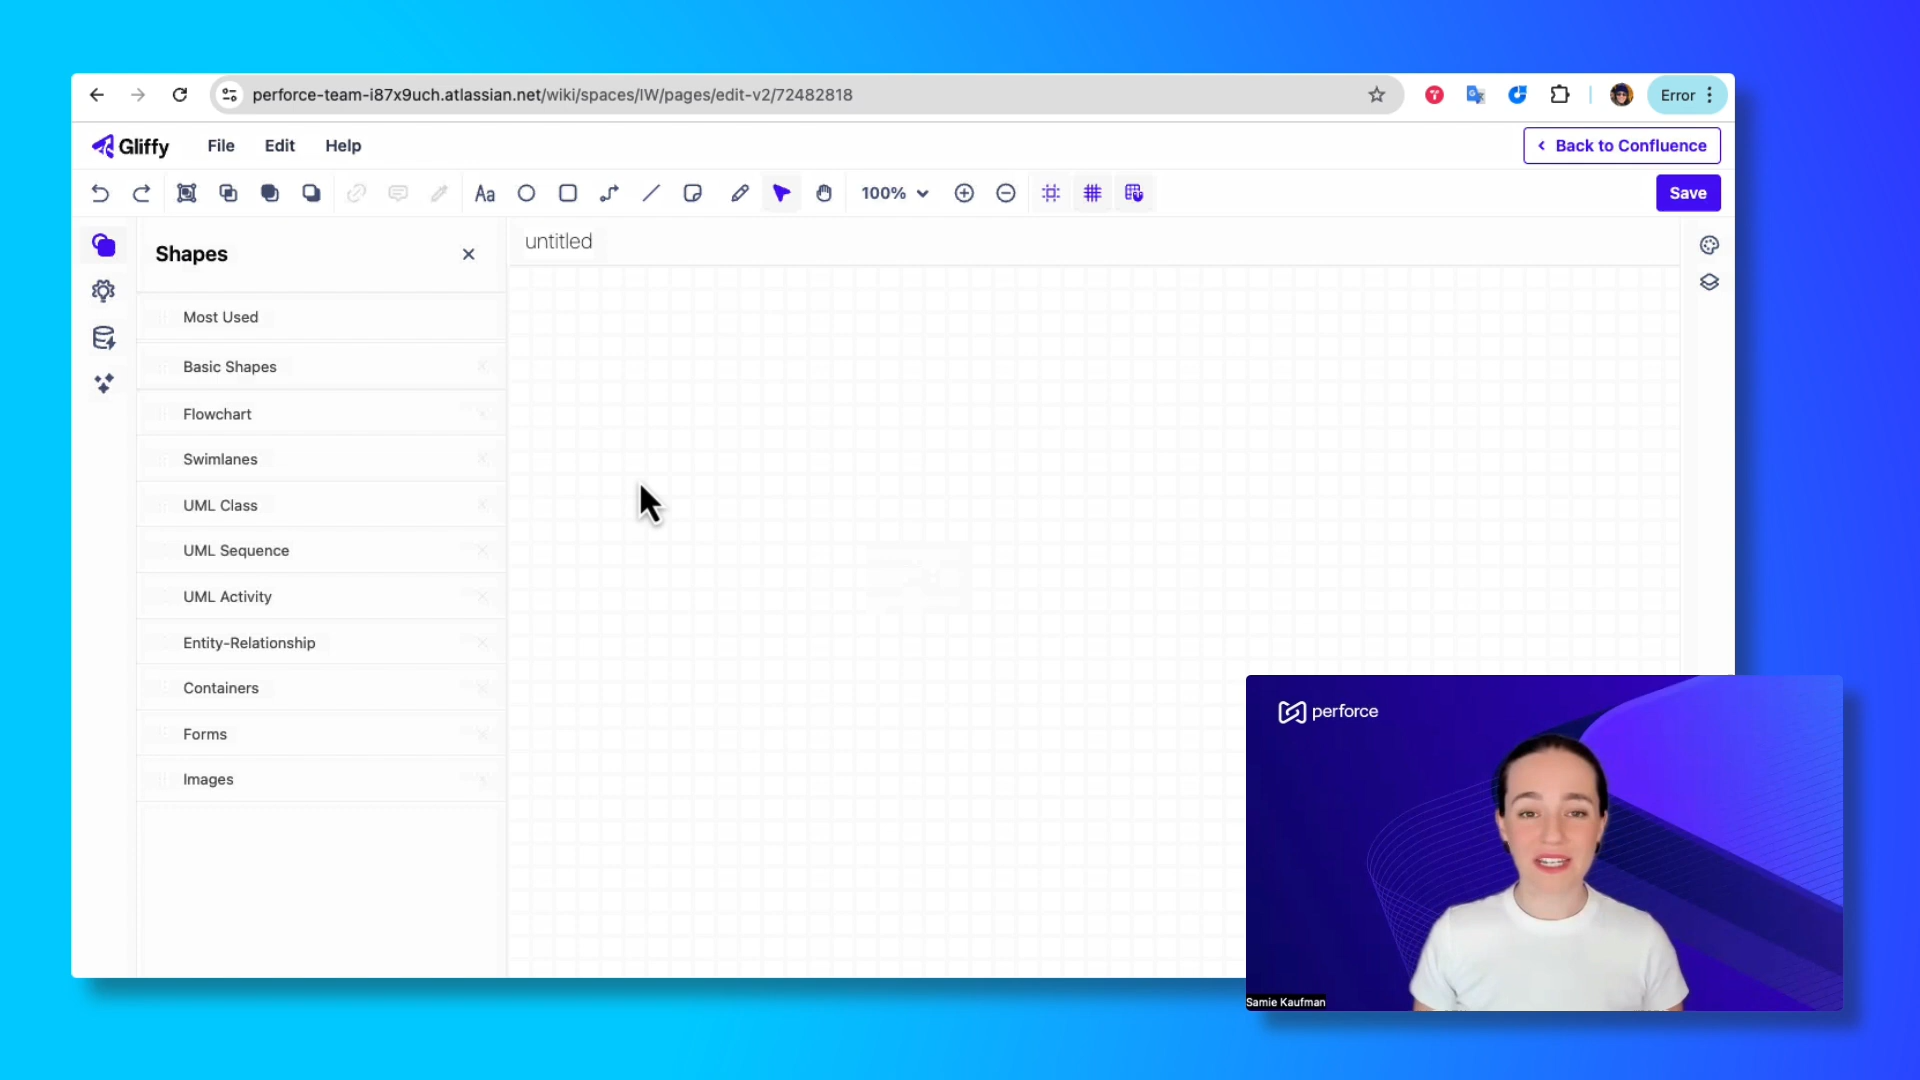 perforce-team-i87x9uch.atlassian.net/wiki/spaces/IW/pages/edit-v2/72482818
Error
Gliffy
File
Edit
Help
Back to Confluence
Aa
100%
Save
Shapes
untitled
Most Used
Basic Shapes
Flowchart
Swimlanes
UML Class
UML Sequence
UML Activity
Entity-Relationship
Containers
Forms
Images
perforce
Samie Kaufman